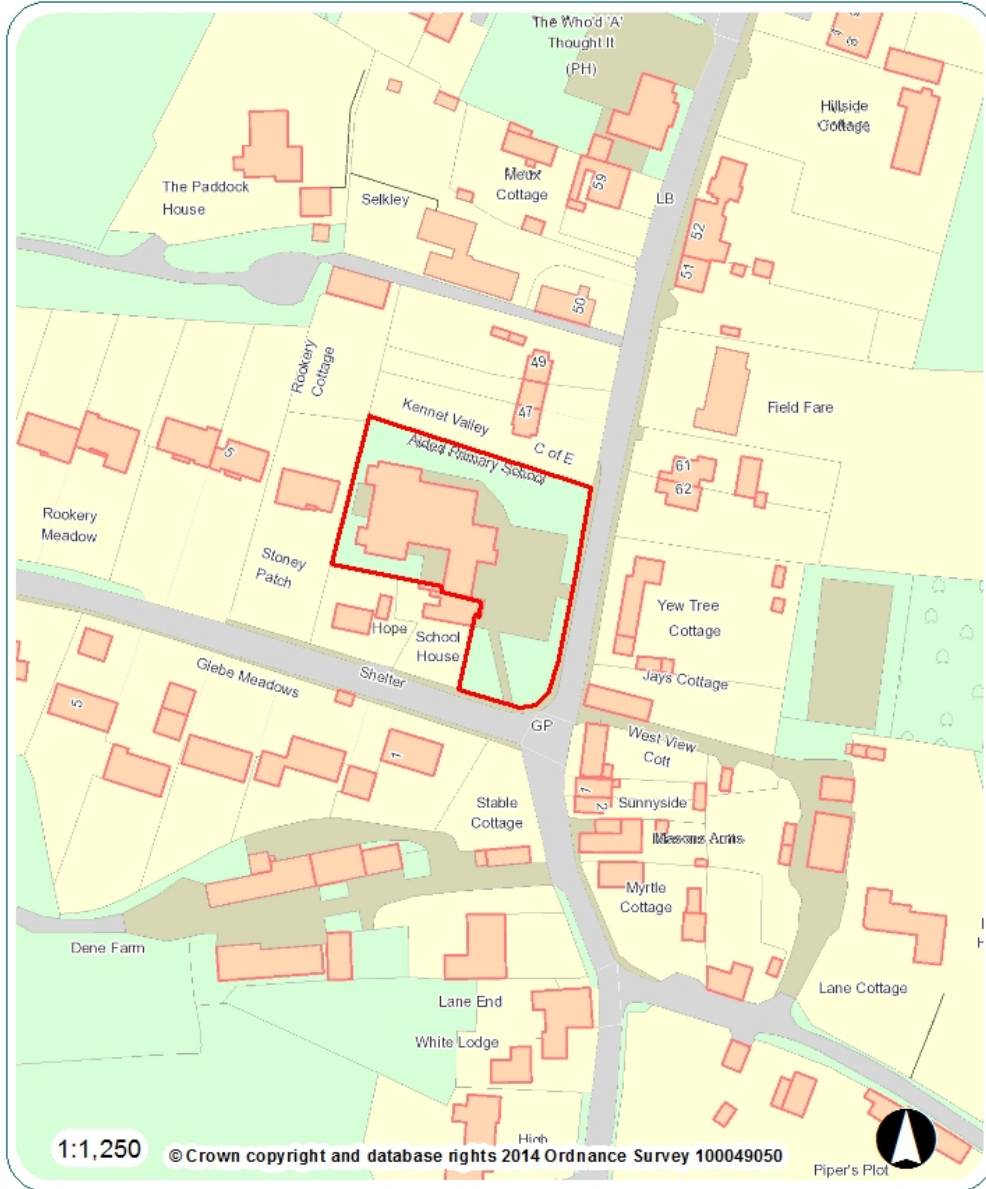 The Who'd 'A'
Thought It
(PH)
Hillside
Cottage
The Paddock
House
Selkley
Meux
Cottage
59
LB
52
51
50
Rookery
Cottage
49
47
Kennet Valley
C of E
Aided Primary School
Field Fare
61
62
5
Rookery
Meadow
Stoney
Patch
Hope
School
House
Yew Tree
Cottage
Jays Cottage
Glebe Meadows
Shelter
GP
5
1
West View
Cott
1
2
Sunnyside
Stable
Cottage
Masons Arms
Myrtle
Cottage
Dene Farm
Lane End
White Lodge
Lane Cottage
High
Piper's Plot
1:1,250
© Crown copyright and database rights 2014 Ordnance Survey 100049050